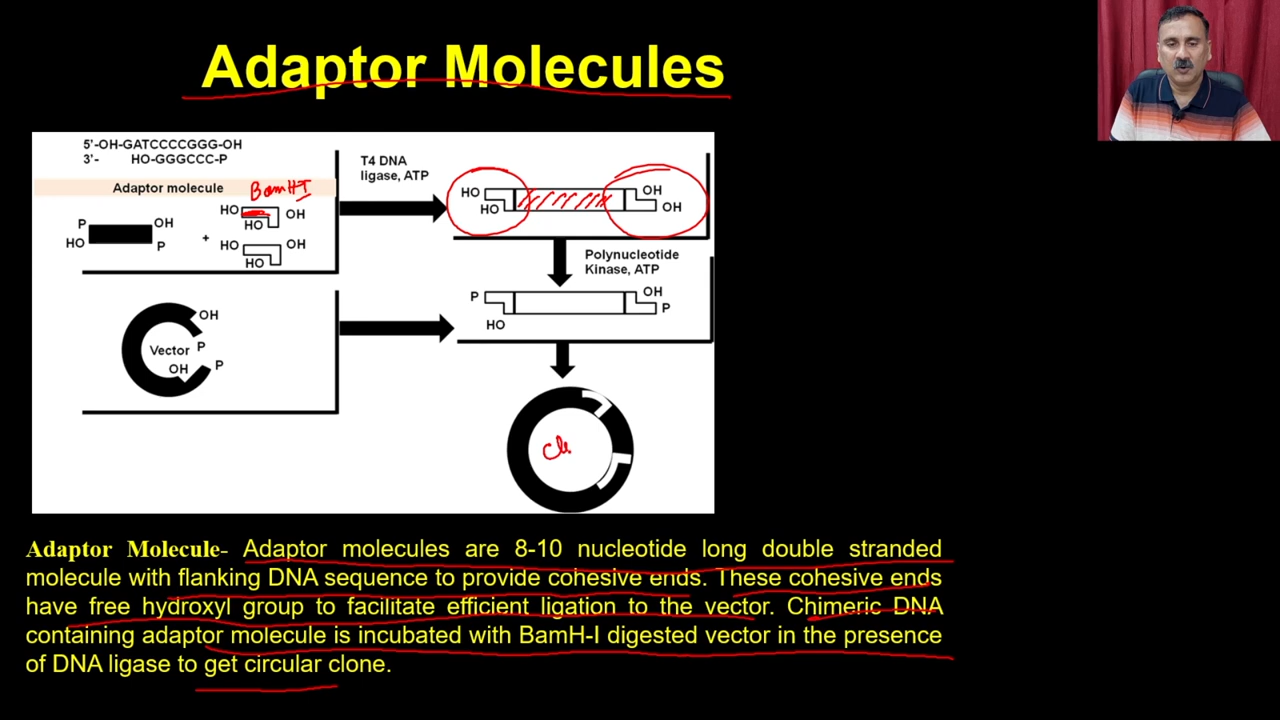 Adaptor Molecules
5'-OH-GATCCCCGGG-OH
3'- HO-GGGCCC-P
Adaptor molecule
BamHI
P OH
HO P
+
HO OH
HO
HO OH
HO
T4 DNA
ligase, ATP
HO OH
HO OH
Polynucleotide
Kinase, ATP
P OH
HO P
OH
Vector P
OH P
Adaptor Molecule- Adaptor molecules are 8-10 nucleotide long double stranded
molecule with flanking DNA sequence to provide cohesive ends. These cohesive ends
have free hydroxyl group to facilitate efficient ligation to the vector. Chimeric DNA
containing adaptor molecule is incubated with BamH-I digested vector in the presence
of DNA ligase to get circular clone.